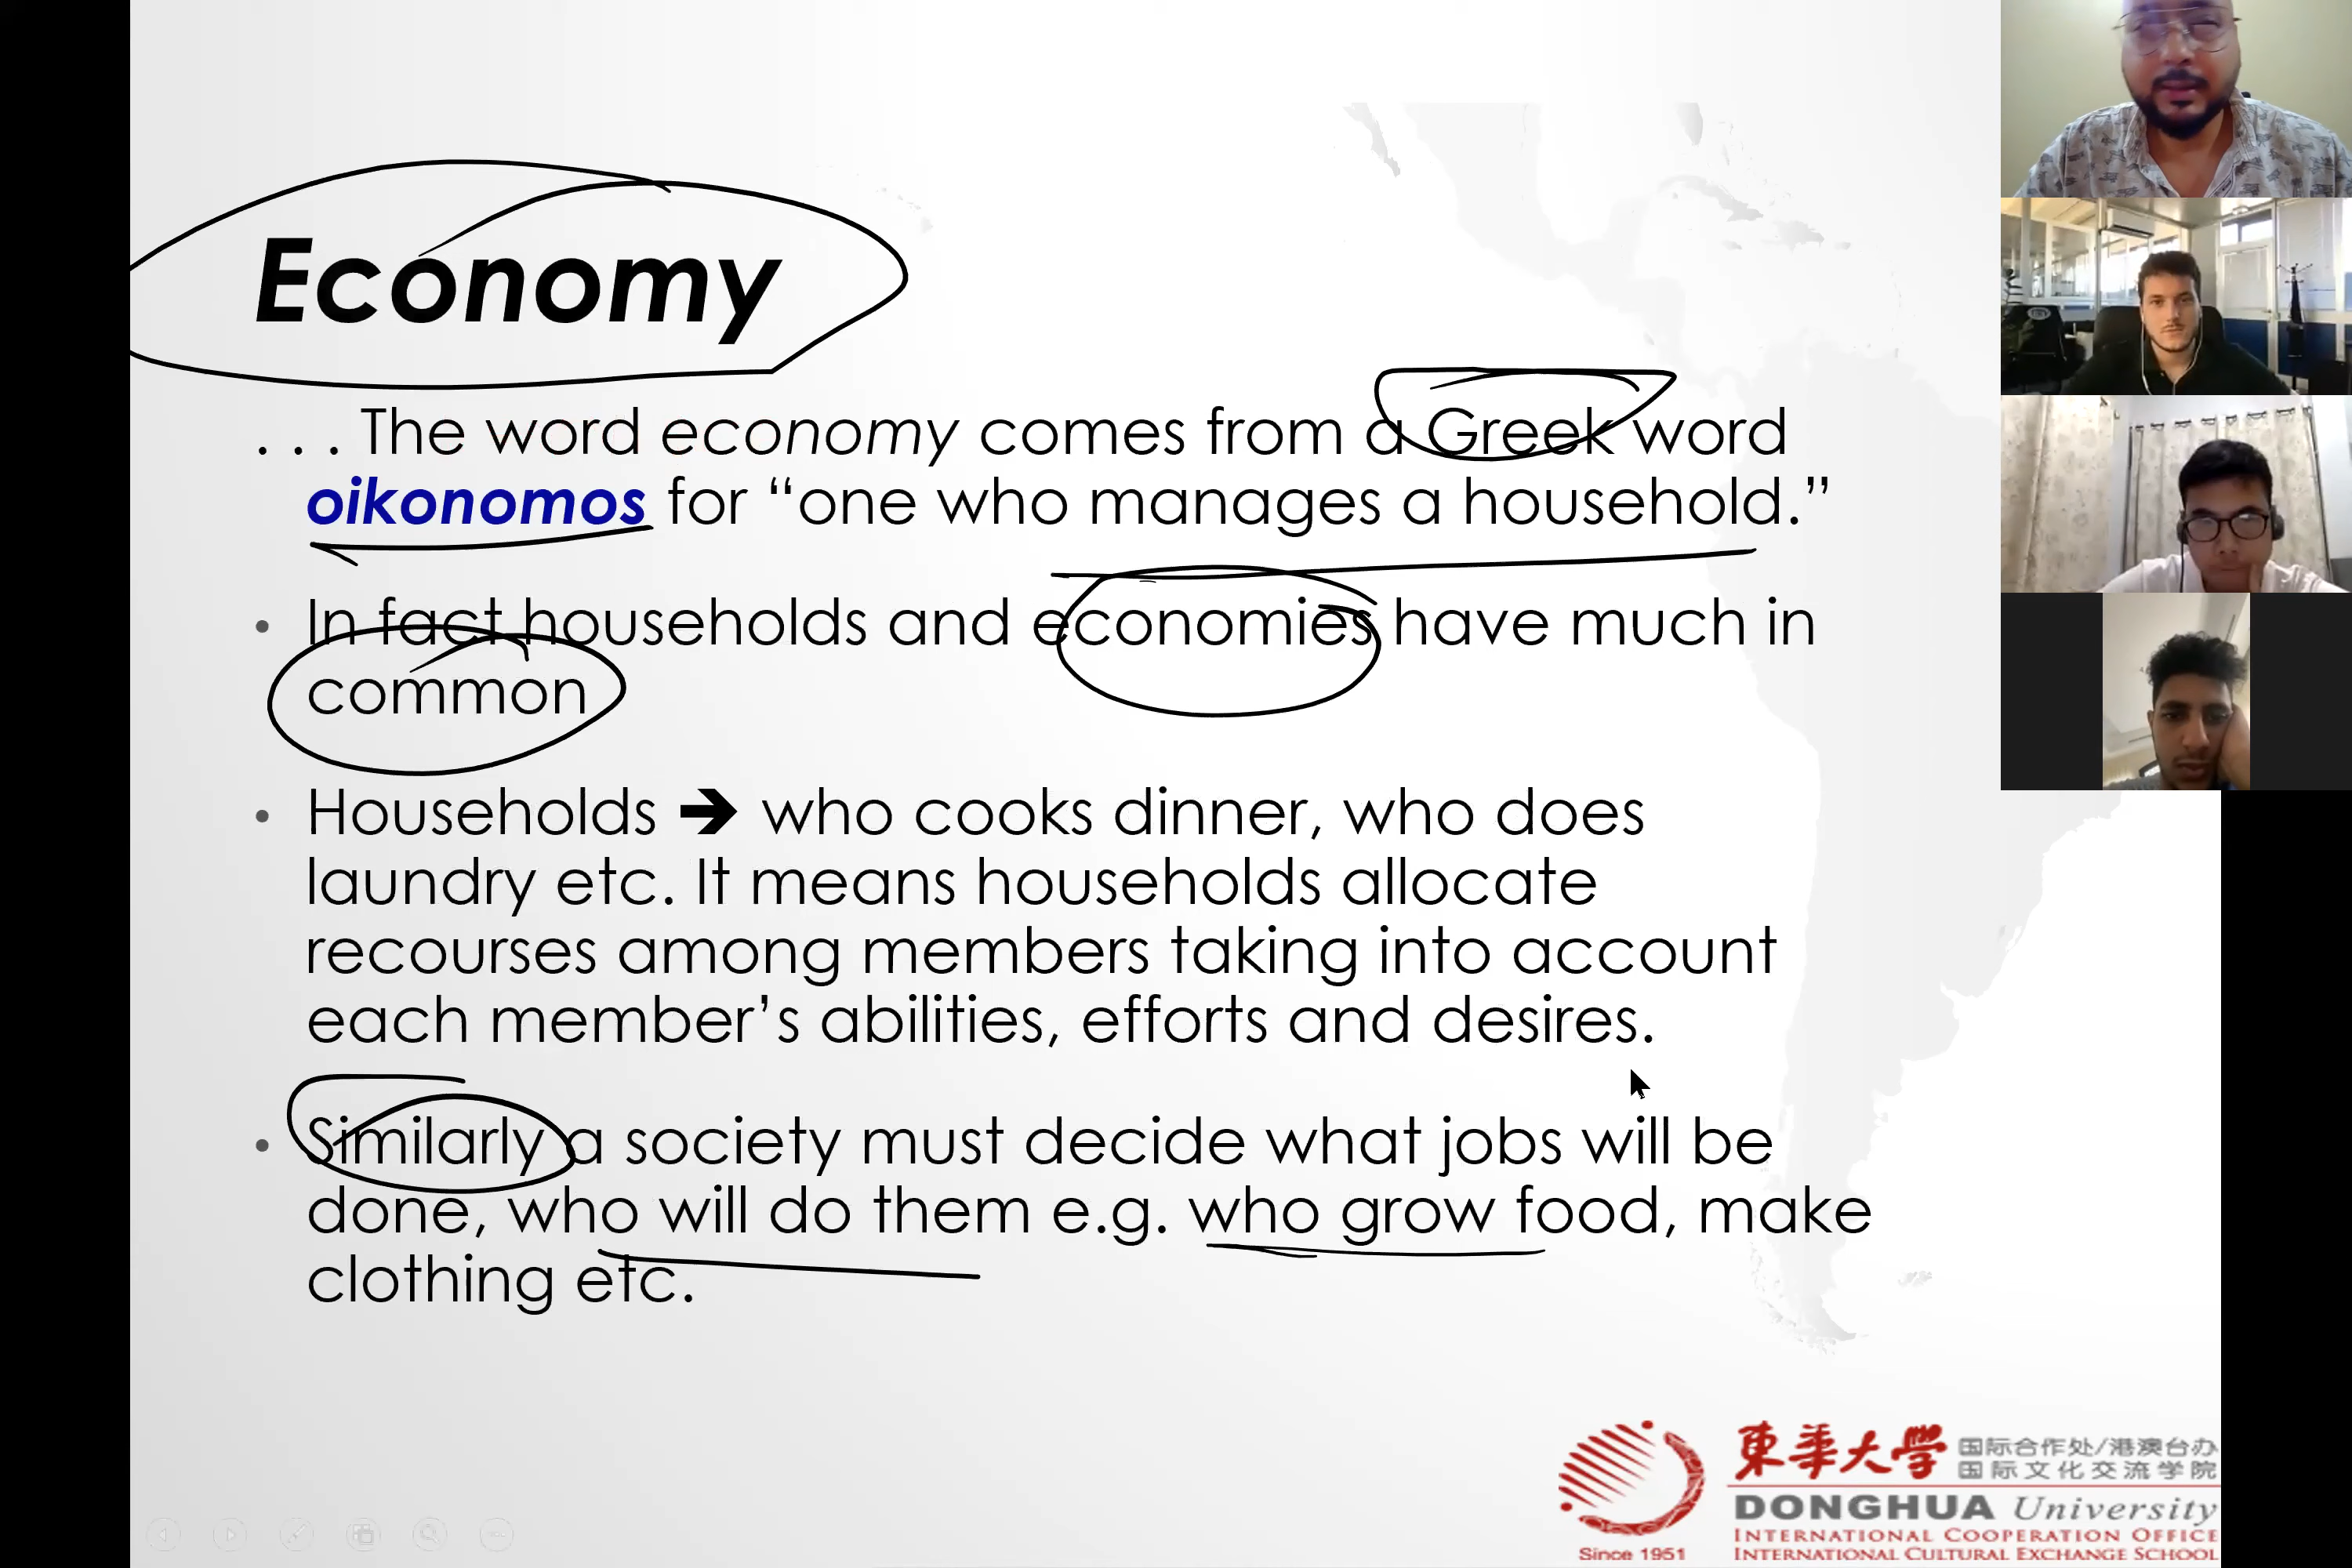 Economy
. . . The word economy comes from a Greek word
oikonomos for “one who manages a household.”
• In fact households and economies have much in
common
• Households ➔ who cooks dinner, who does
laundry etc. It means households allocate
recourses among members taking into account
each member’s abilities, efforts and desires.
• Similarly a society must decide what jobs will be
done, who will do them e.g. who grow food, make
clothing etc.
東華大學 国际合作处/港澳台办
国际文化交流学院
DONGHUA University
INTERNATIONAL COOPERATION OFFICE
Since 1951 INTERNATIONAL CULTURAL EXCHANGE SCHOOL